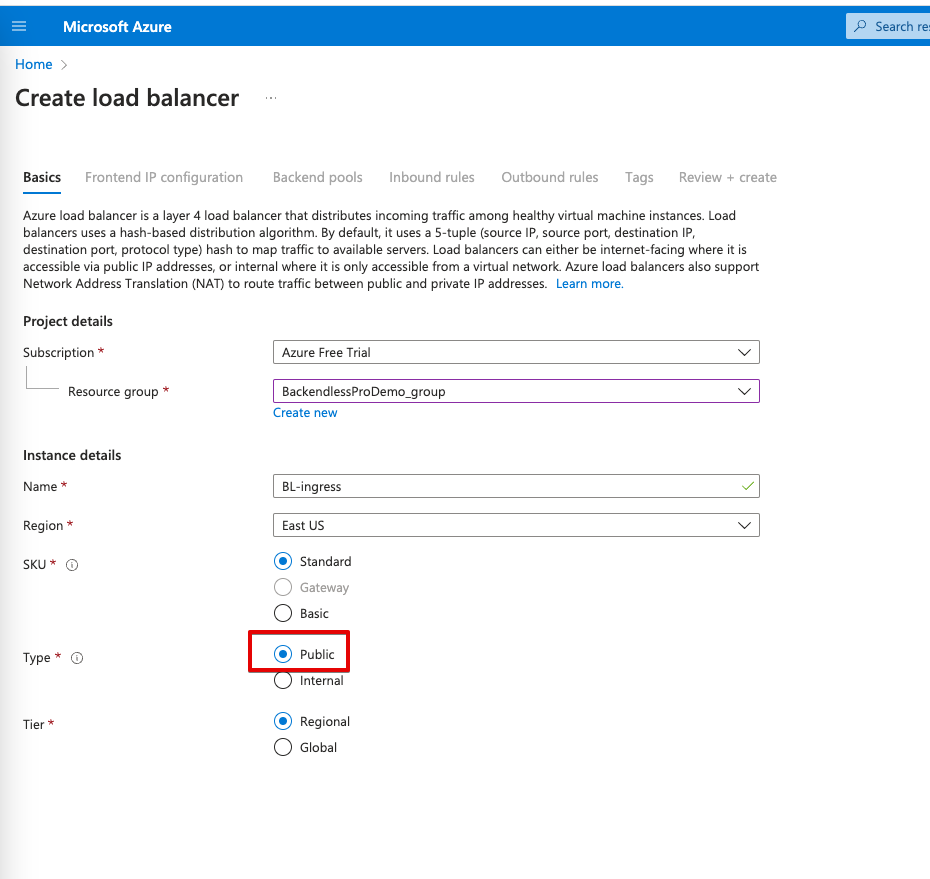 Microsoft Azure
Search res
Home >
Create load balancer ...
Basics Frontend IP configuration Backend pools Inbound rules Outbound rules Tags Review + create
Azure load balancer is a layer 4 load balancer that distributes incoming traffic among healthy virtual machine instances. Load
balancers uses a hash-based distribution algorithm. By default, it uses a 5-tuple (source IP, source port, destination IP,
destination port, protocol type) hash to map traffic to available servers. Load balancers can either be internet-facing where it is
accessible via public IP addresses, or internal where it is only accessible from a virtual network. Azure load balancers also support
Network Address Translation (NAT) to route traffic between public and private IP addresses. Learn more.
Project details
Subscription * Azure Free Trial
Resource group * BackendlessProDemo_group
Create new
Instance details
Name * BL-ingress
Region * East US
SKU * Standard
Gateway
Basic
Type * Public
Internal
Tier * Regional
Global